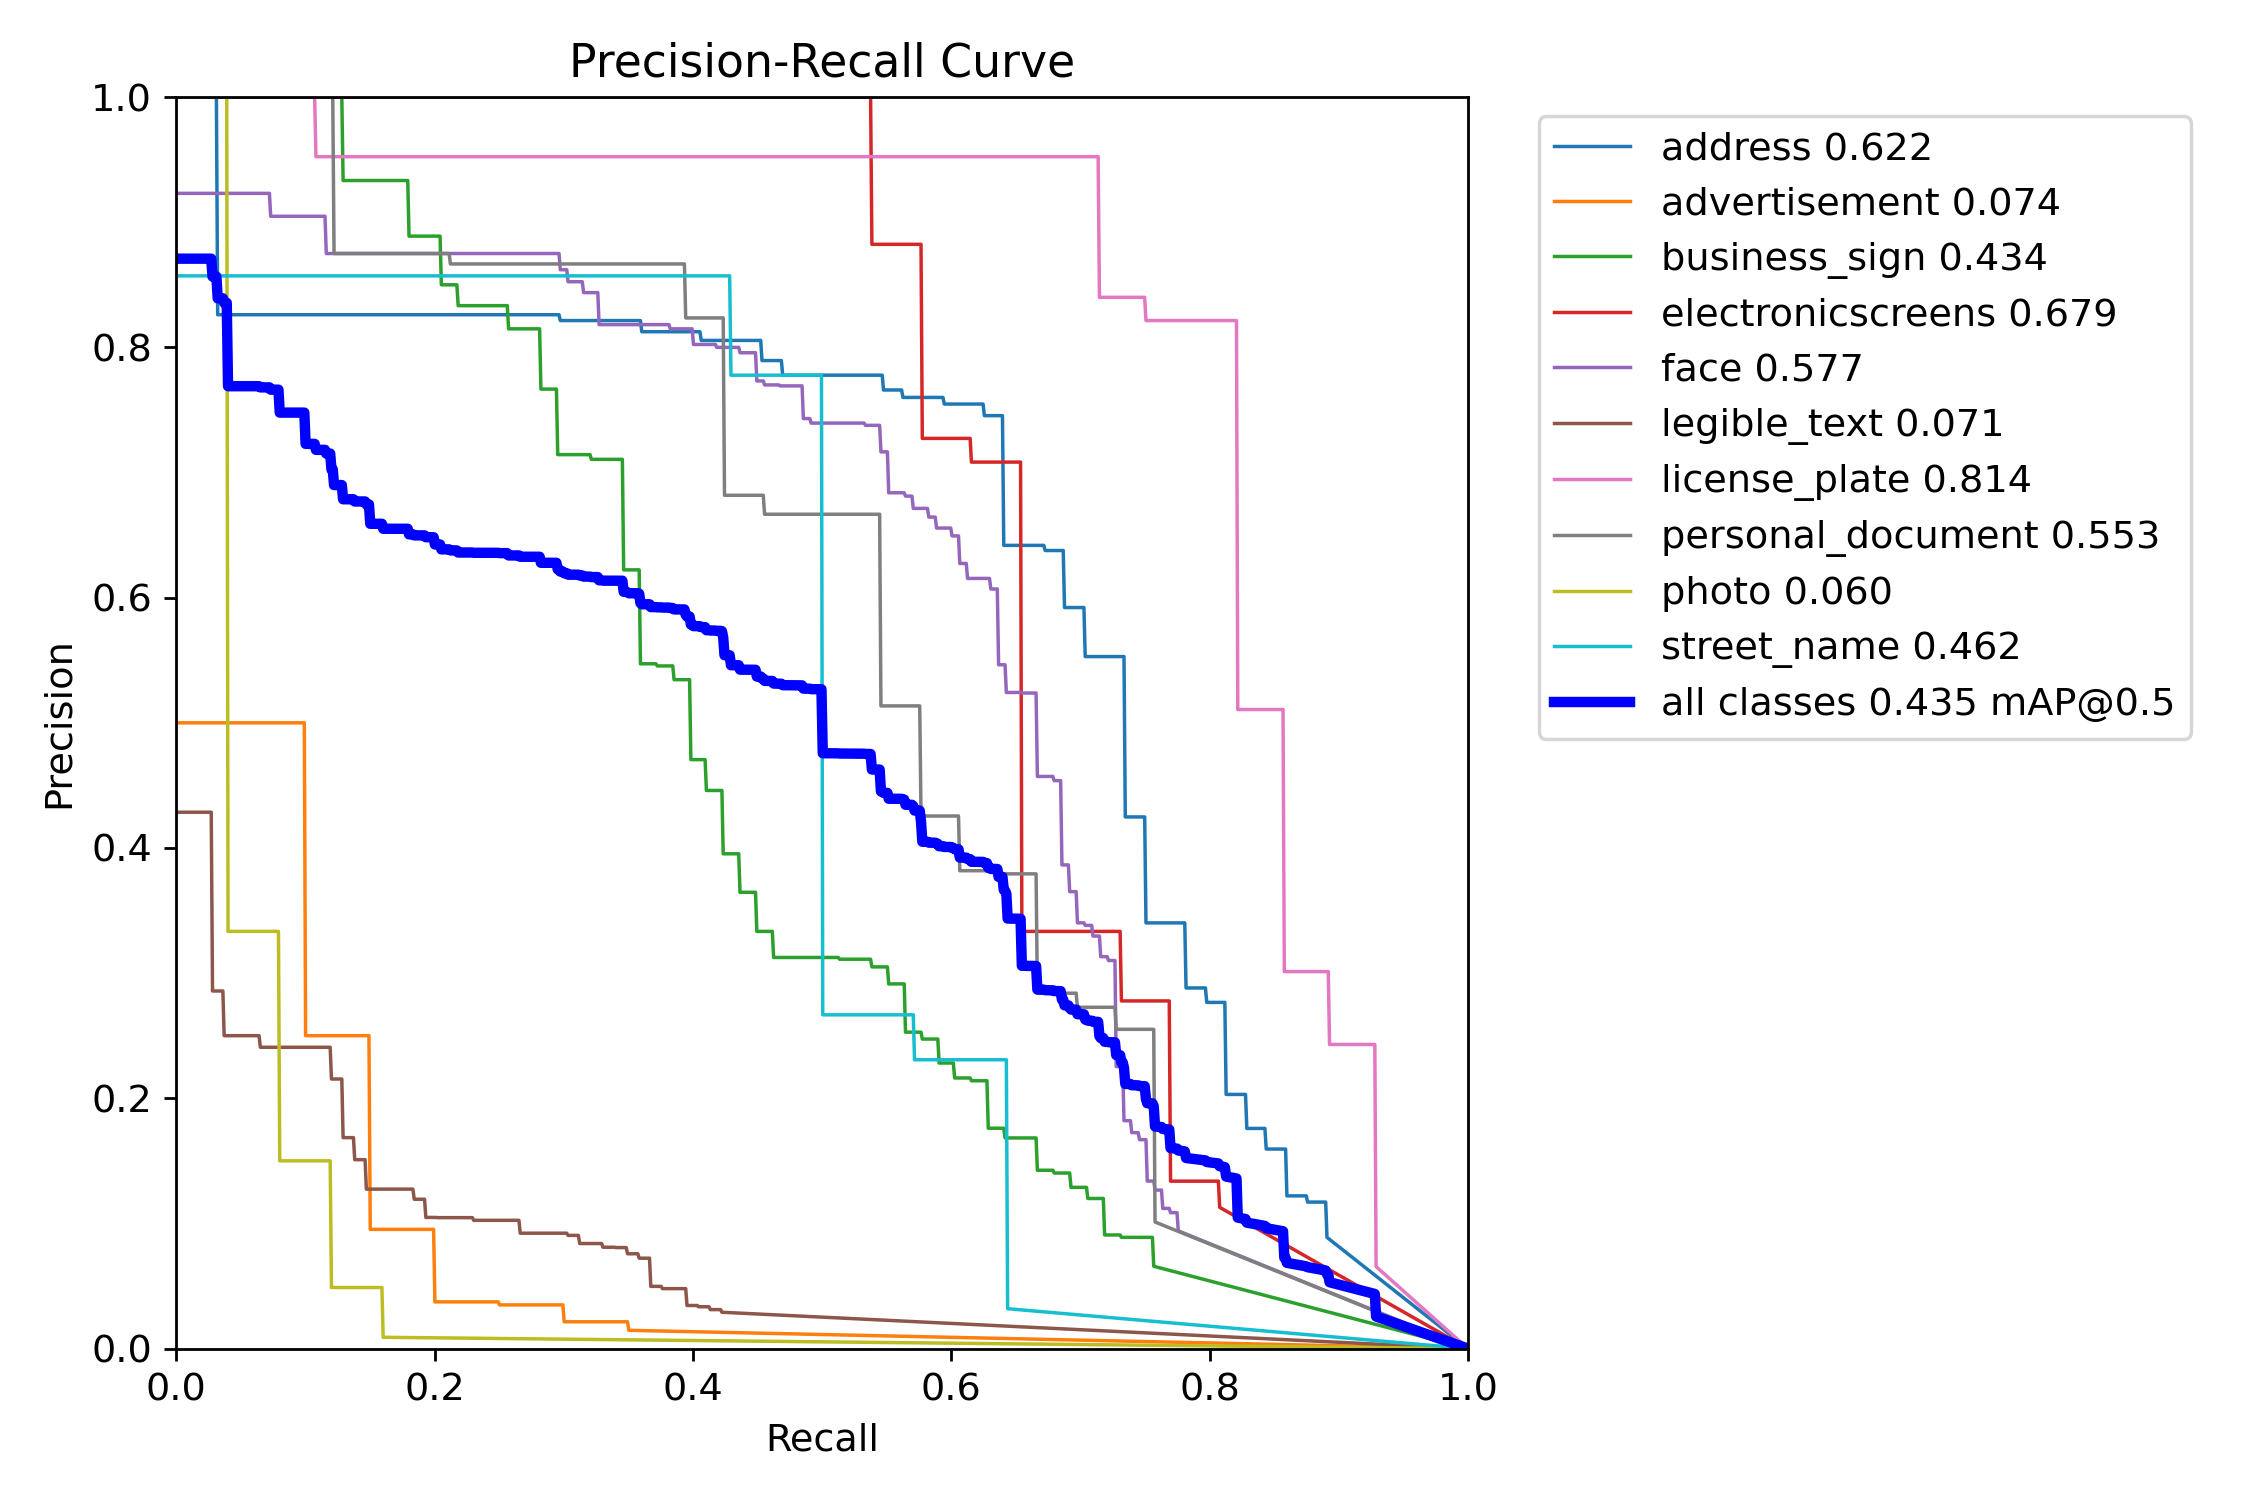 Precision-Recall Curve
1.0
0.8
0.6
0.4
0.2
0.0
Precision
0.0 0.2 0.4 0.6 0.8 1.0
Recall
address 0.622
advertisement 0.074
business_sign 0.434
electronicscreens 0.679
face 0.577
legible_text 0.071
license_plate 0.814
personal_document 0.553
photo 0.060
street_name 0.462
all classes 0.435 mAP@0.5